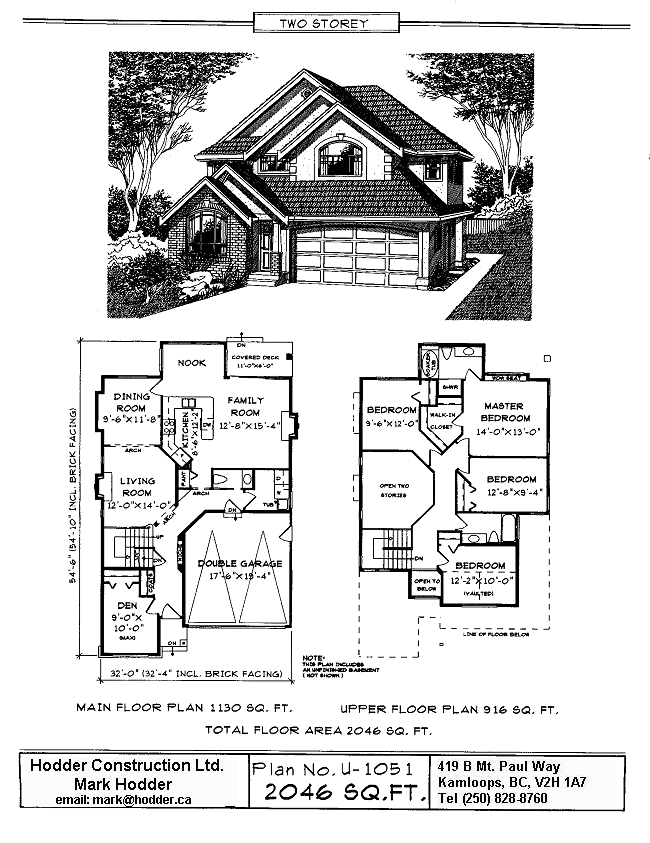 TWO STOREY
NOOK
DN
COVERED DECK
11'-0"X6'-0"
DINING
ROOM
9'-6"X11'-8"
FAMILY
ROOM
12'-8"X15'-4"
KITCHEN
8'-6"X12'-2"
ARCH
LIVING
ROOM
12'-0"X14'-0"
PANT
ARCH
ARCH
TUB
DN
UP
DN
DOUBLE GARAGE
17'-6"X19'-4"
COATS
DEN
9'-0"X
10'-0"
(MAX)
DN
54'-6" (54'-10" INCL. BRICK FACING)
32'-0" (32'-4" INCL. BRICK FACING)
SOAKER
TUB
SHWR
BEDROOM
9'-6"X12'-0"
WALK-IN
CLOSET
MASTER
BEDROOM
14'-0"X13'-0"
BEDROOM
12'-8"X9'-4"
OPEN TWO
STORIES
DN
BEDROOM
12'-2"X10'-0"
(VAULTED)
OPEN TO
BELOW
LINE OF FLOOR BELOW
NOTE:
THIS PLAN INCLUDES
AN UNFINISHED BASEMENT
(NOT SHOWN)
MAIN FLOOR PLAN 1130 SQ. FT.
UPPER FLOOR PLAN 916 SQ. FT.
TOTAL FLOOR AREA 2046 SQ. FT.
Hodder Construction Ltd.
Mark Hodder
email: mark@hodder.ca
Plan No. U-1051
2046 SQ.FT.
419 B Mt. Paul Way
Kamloops, BC, V2H 1A7
Tel (250) 828-8760